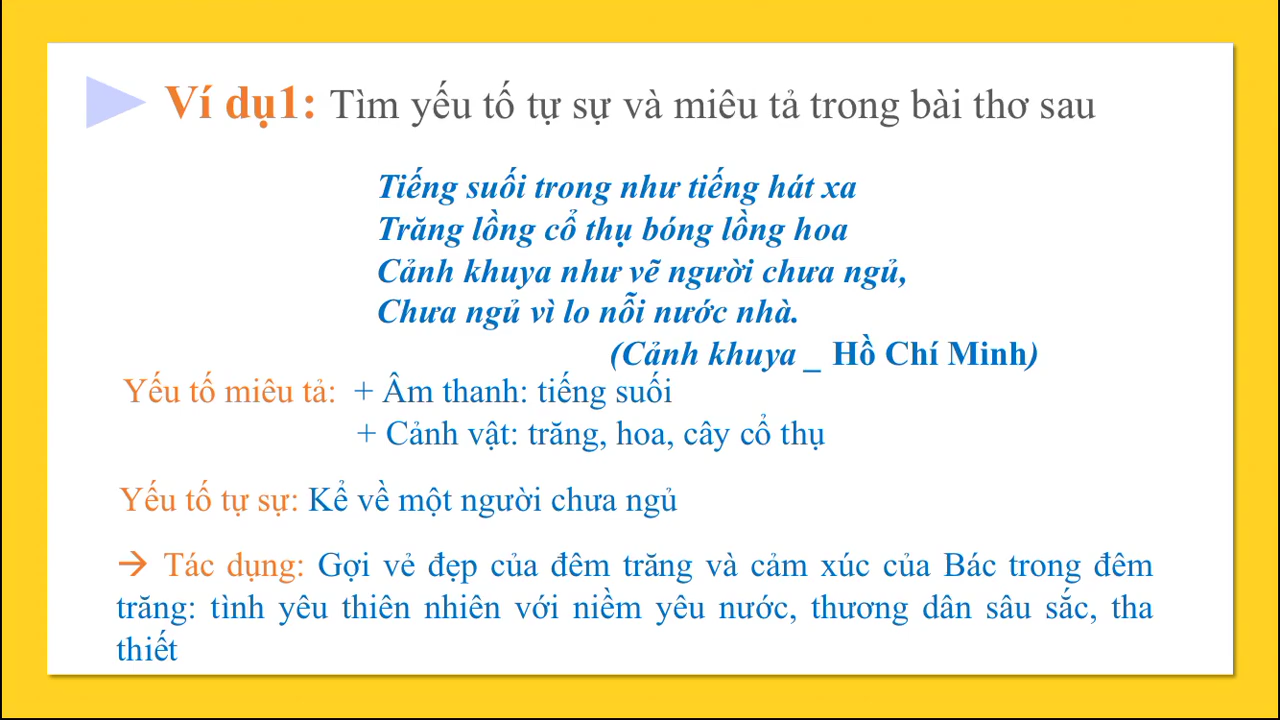 Ví dụ1: Tìm yếu tố tự sự và miêu tả trong bài thơ sau
Tiếng suối trong như tiếng hát xa
Trăng lồng cổ thụ bóng lồng hoa
Cảnh khuya như vẽ người chưa ngủ,
Chưa ngủ vì lo nỗi nước nhà.
(Cảnh khuya _ Hồ Chí Minh)
Yếu tố miêu tả: + Âm thanh: tiếng suối
+ Cảnh vật: trăng, hoa, cây cổ thụ
Yếu tố tự sự: Kể về một người chưa ngủ
→ Tác dụng: Gợi vẻ đẹp của đêm trăng và cảm xúc của Bác trong đêm
trăng: tình yêu thiên nhiên với niềm yêu nước, thương dân sâu sắc, tha
thiết